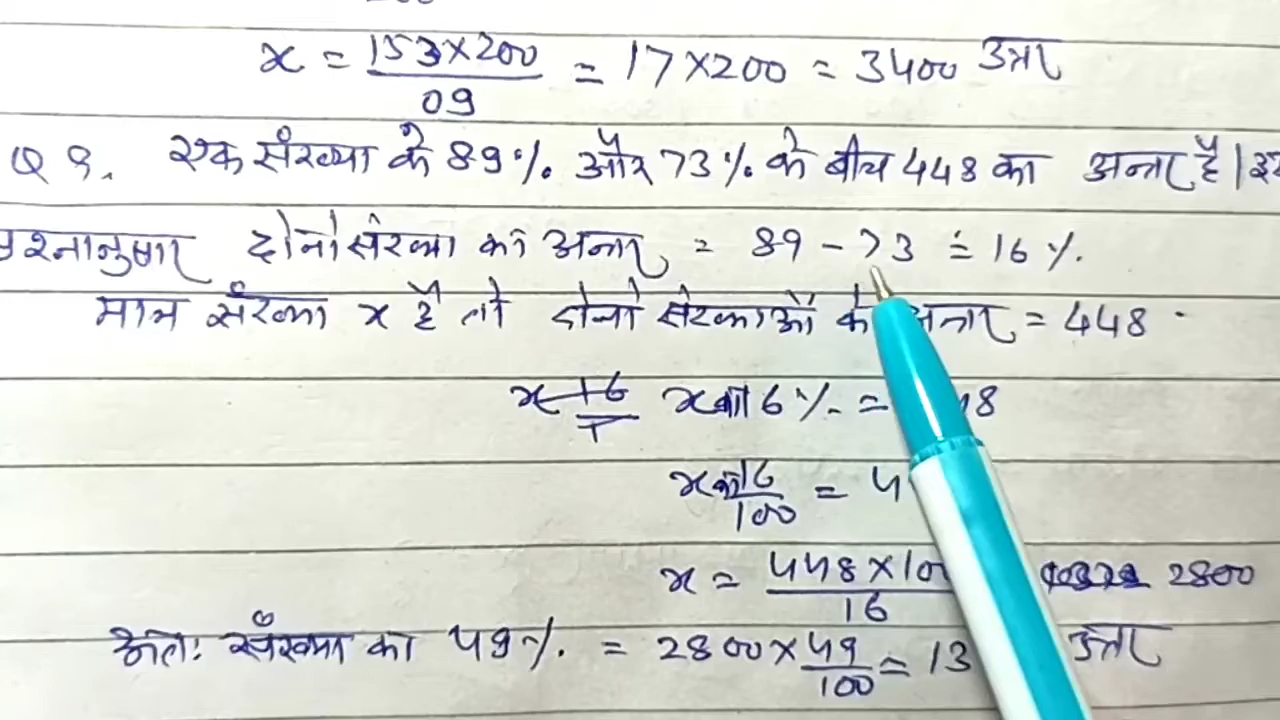 x = 153×200/09 = 17×200 = 3400 उत्तर
Q 9. एक संख्या के 89% और 73% के बीच 448 का अन्तर है।
प्रश्नानुसार दोनो संख्या का अन्तर = 89 - 73 = 16%.
माना संख्या x है तो दोनो संख्याओं के अन्तर = 448
x का 16% =
x का 16/100 = 4
x = 448×100/16 2800
अतः संख्या का 49% = 2800×49/100 = 13 उत्तर